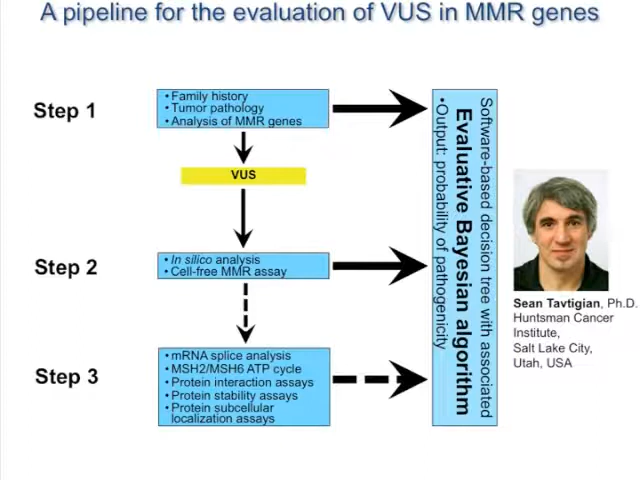 A pipeline for the evaluation of VUS in MMR genes
Step 1
• Family history
• Tumor pathology
• Analysis of MMR genes
VUS
Step 2
• In silico analysis
• Cell-free MMR assay
Step 3
• mRNA splice analysis
• MSH2/MSH6 ATP cycle
• Protein interaction assays
• Protein stability assays
• Protein subcellular
localization assays
Software-based decision tree with associated
Evaluative Bayesian algorithm
• Output: probability of pathogenicity
Sean Tavtigian, Ph.D.
Huntsman Cancer
Institute,
Salt Lake City,
Utah, USA